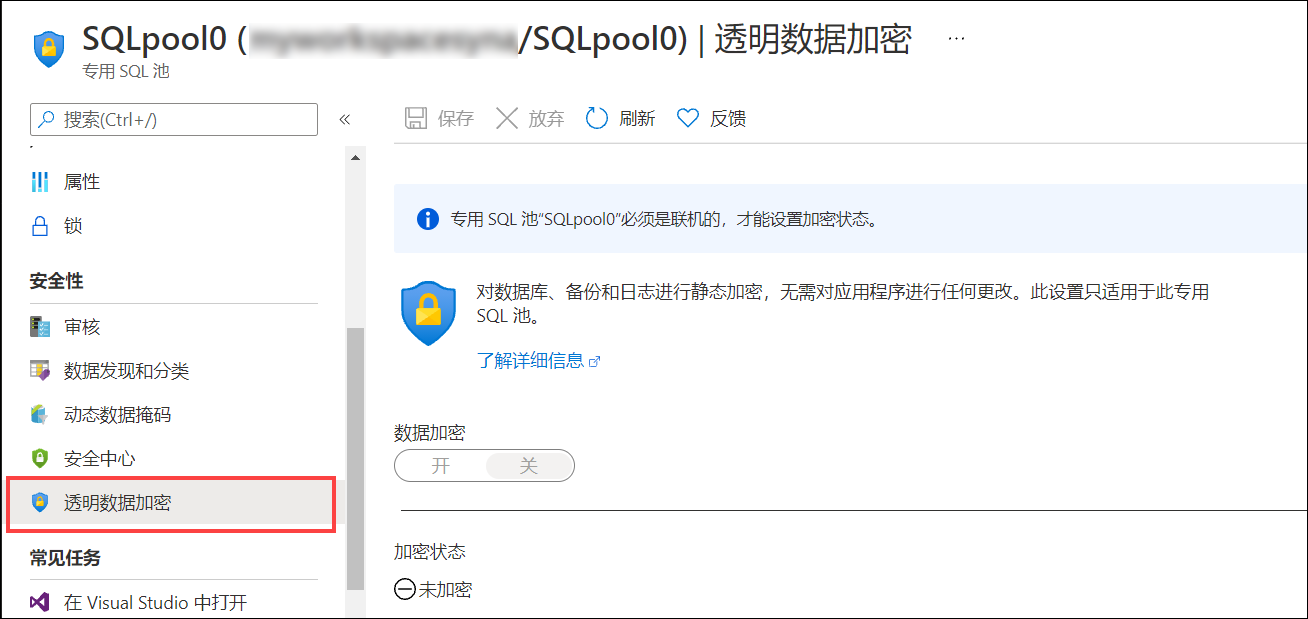 SQLpool0 (/SQLpool0) | 透明数据加密 ...
专用 SQL 池
搜索(Ctrl+/)
«
属性
锁
安全性
审核
数据发现和分类
动态数据掩码
安全中心
透明数据加密
常见任务
在 Visual Studio 中打开
保存 放弃 刷新 反馈
专用 SQL 池“SQLpool0”必须是联机的，才能设置加密状态。
对数据库、备份和日志进行静态加密，无需对应用程序进行任何更改。此设置只适用于此专用
SQL 池。
了解详细信息
数据加密
开 关
加密状态
未加密